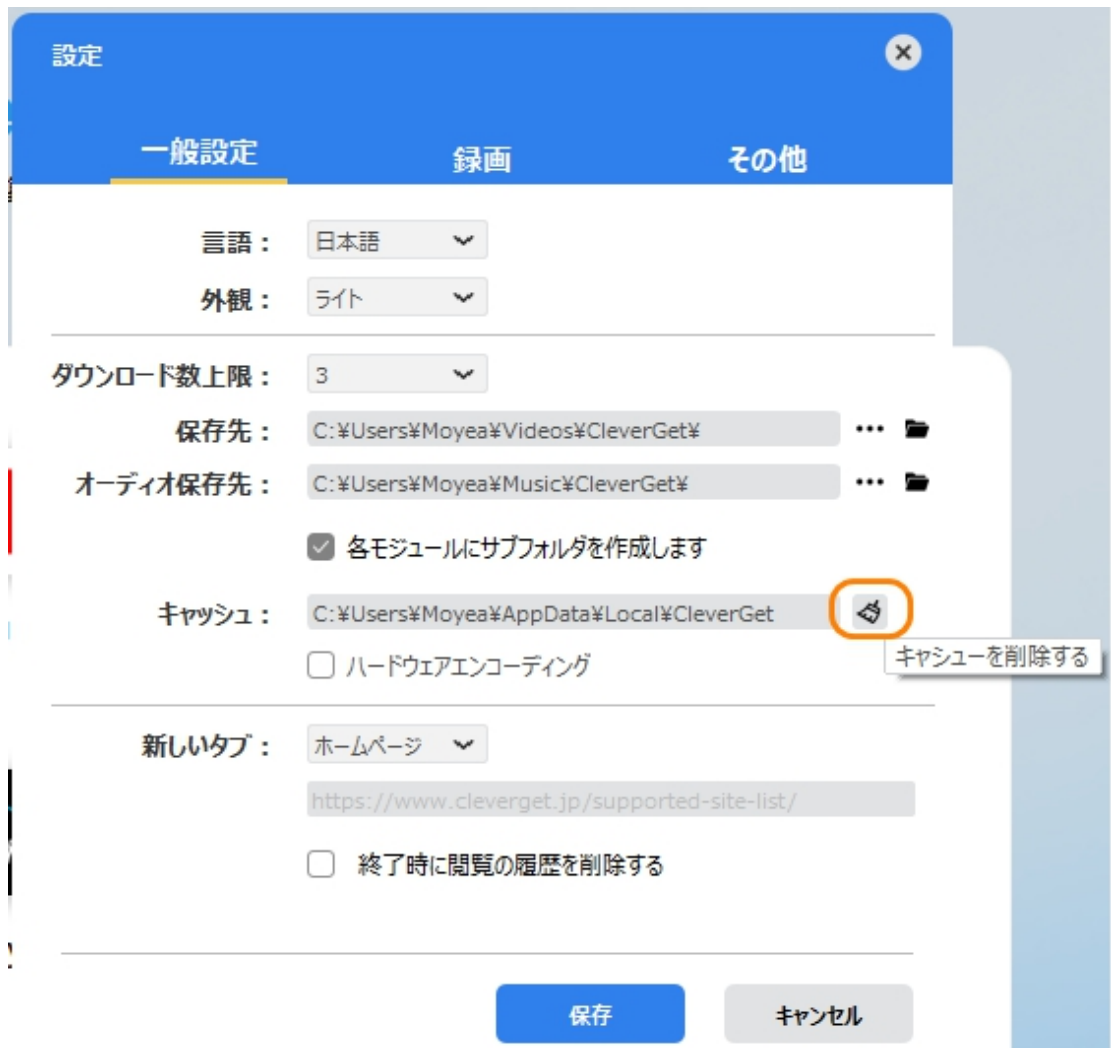 設定
一般設定 録画 その他
言語： 日本語
外観： ライト
ダウンロード数上限： 3
保存先： C:¥Users¥Moyea¥Videos¥CleverGet¥
オーディオ保存先： C:¥Users¥Moyea¥Music¥CleverGet¥
各モジュールにサブフォルダを作成します
キャッシュ： C:¥Users¥Moyea¥AppData¥Local¥CleverGet
キャシューを削除する
ハードウェアエンコーディング
新しいタブ： ホームページ
https://www.cleverget.jp/supported-site-list/
終了時に閲覧の履歴を削除する
保存 キャンセル